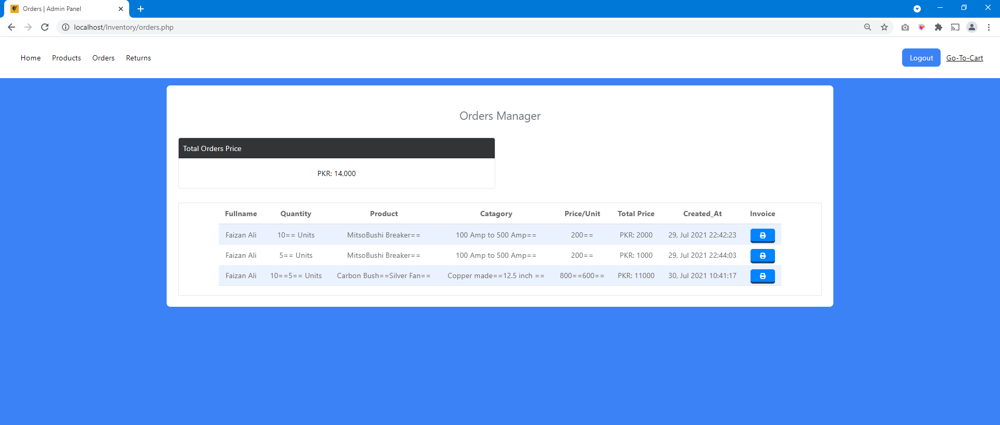 Orders | Admin Panel
localhost/Inventory/orders.php
Home Products Orders Returns Logout Go-To-Cart
Orders Manager
Total Orders Price
PKR: 14,000
Fullname Quantity Product Catagory Price/Unit Total Price Created_At Invoice
Faizan Ali 10== Units MitsoBushi Breaker== 100 Amp to 500 Amp== 200== PKR: 2000 29, Jul 2021 22:42:23
Faizan Ali 5== Units MitsoBushi Breaker== 100 Amp to 500 Amp== 200== PKR: 1000 29, Jul 2021 22:44:03
Faizan Ali 10==5== Units Carbon Bush==Silver Fan== Copper made==12.5 inch == 800==600== PKR: 11000 30, Jul 2021 10:41:17